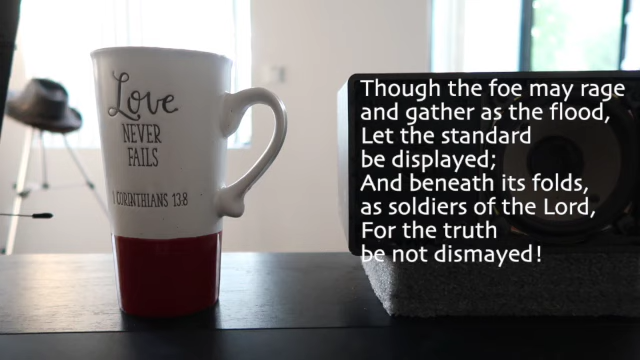 Love
NEVER
FAILS
1 CORINTHIANS 13:8
Though the foe may rage
and gather as the flood,
Let the standard
be displayed;
And beneath its folds,
as soldiers of the Lord,
For the truth
be not dismayed!